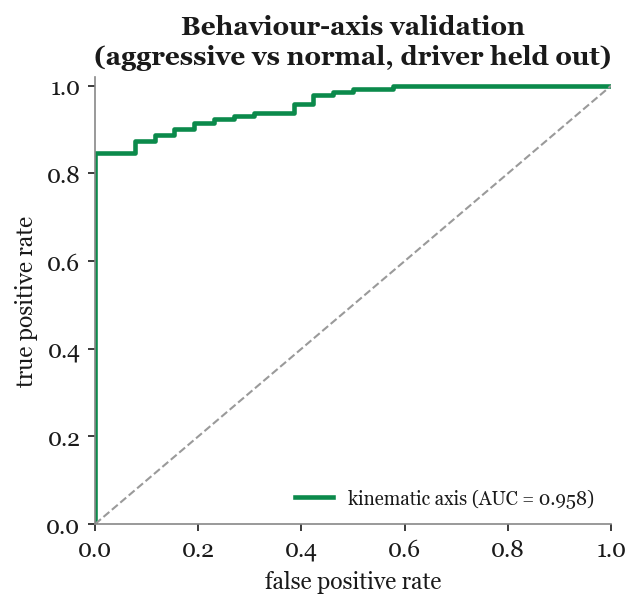 Behaviour-axis validation
(aggressive vs normal, driver held out)
true positive rate
1.0
0.8
0.6
0.4
0.2
0.0
kinematic axis (AUC = 0.958)
0.0 0.2 0.4 0.6 0.8 1.0
false positive rate